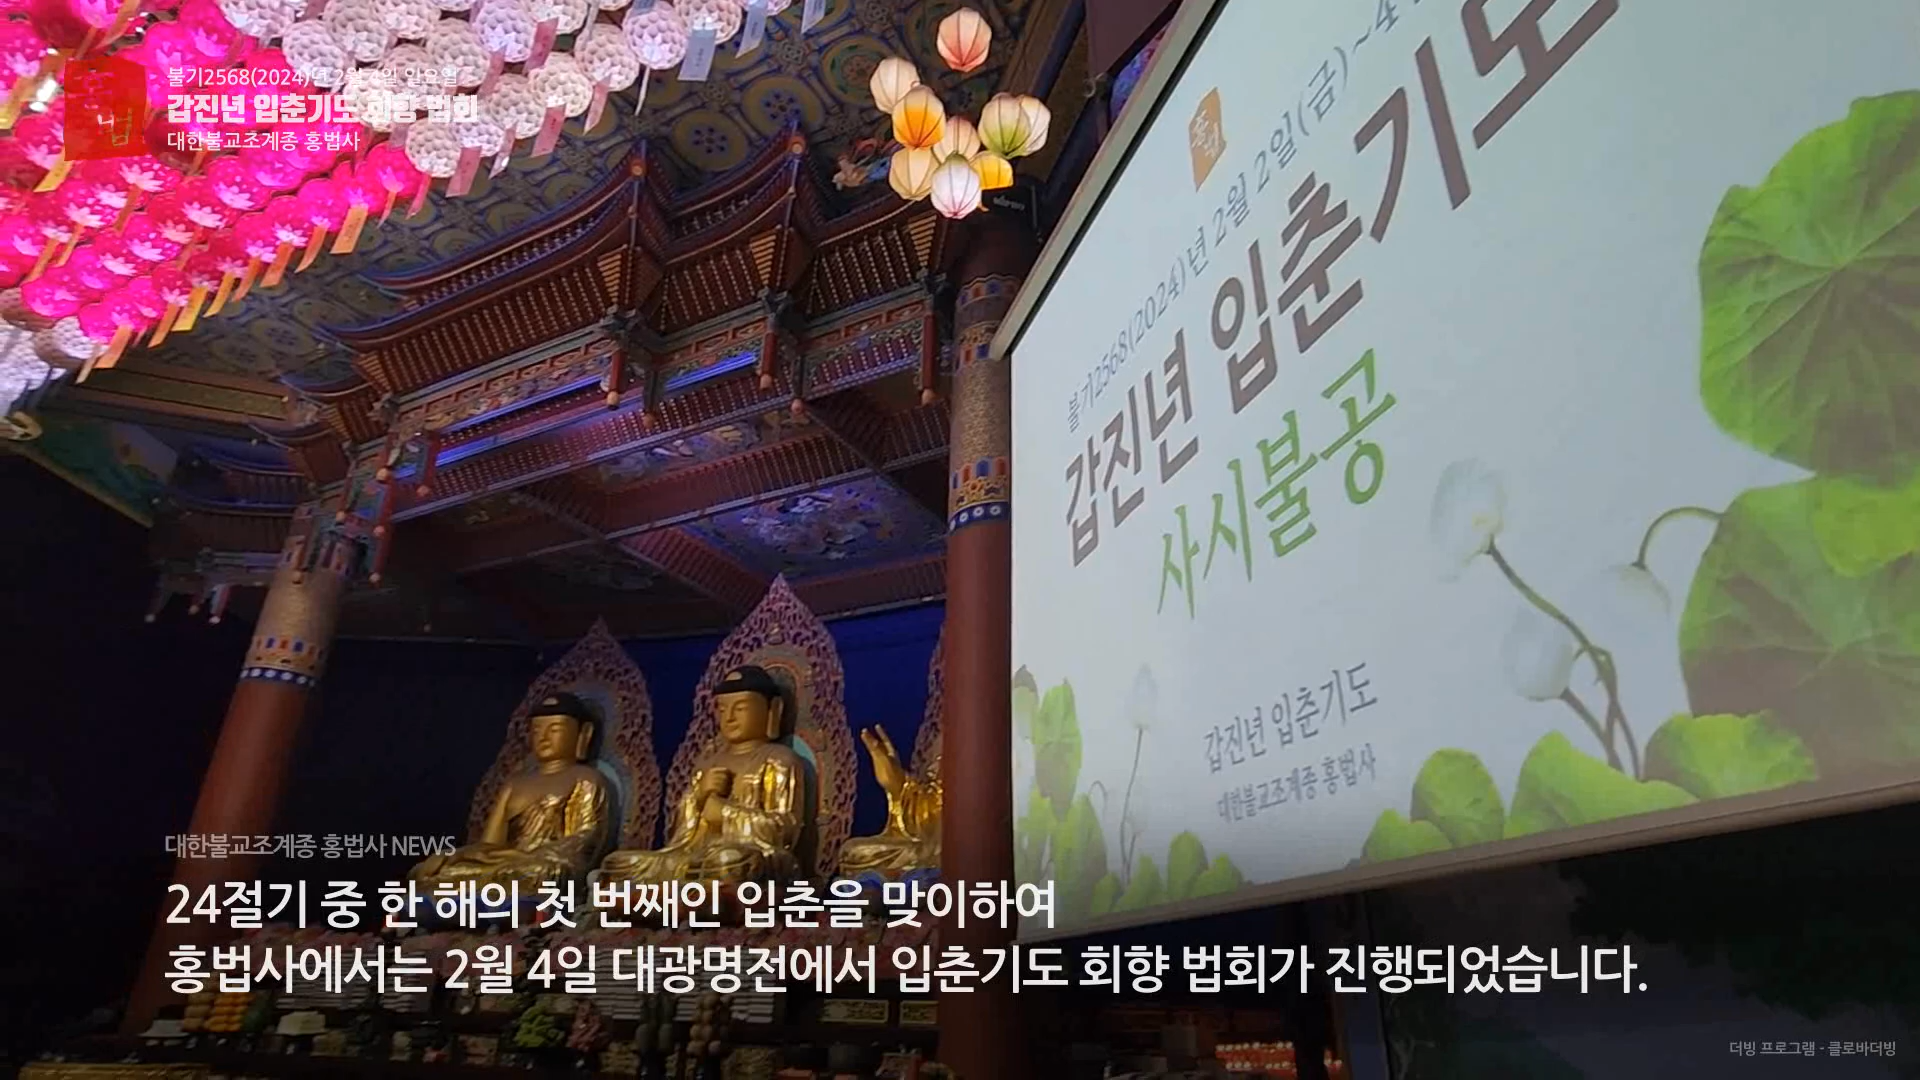 불기2568(2024)년 2월 4일 일요일
갑진년 입춘기도 회향 법회
대한불교조계종 홍법사
홍법
불기2568(2024)년 2월 2일(금)~4
갑진년 입춘기도
사시불공
갑진년 입춘기도
대한불교조계종 홍법사
대한불교조계종 홍법사 NEWS
24절기 중 한 해의 첫 번째인 입춘을 맞이하여
홍법사에서는 2월 4일 대광명전에서 입춘기도 회향 법회가 진행되었습니다.
더빙 프로그램 - 클로바더빙